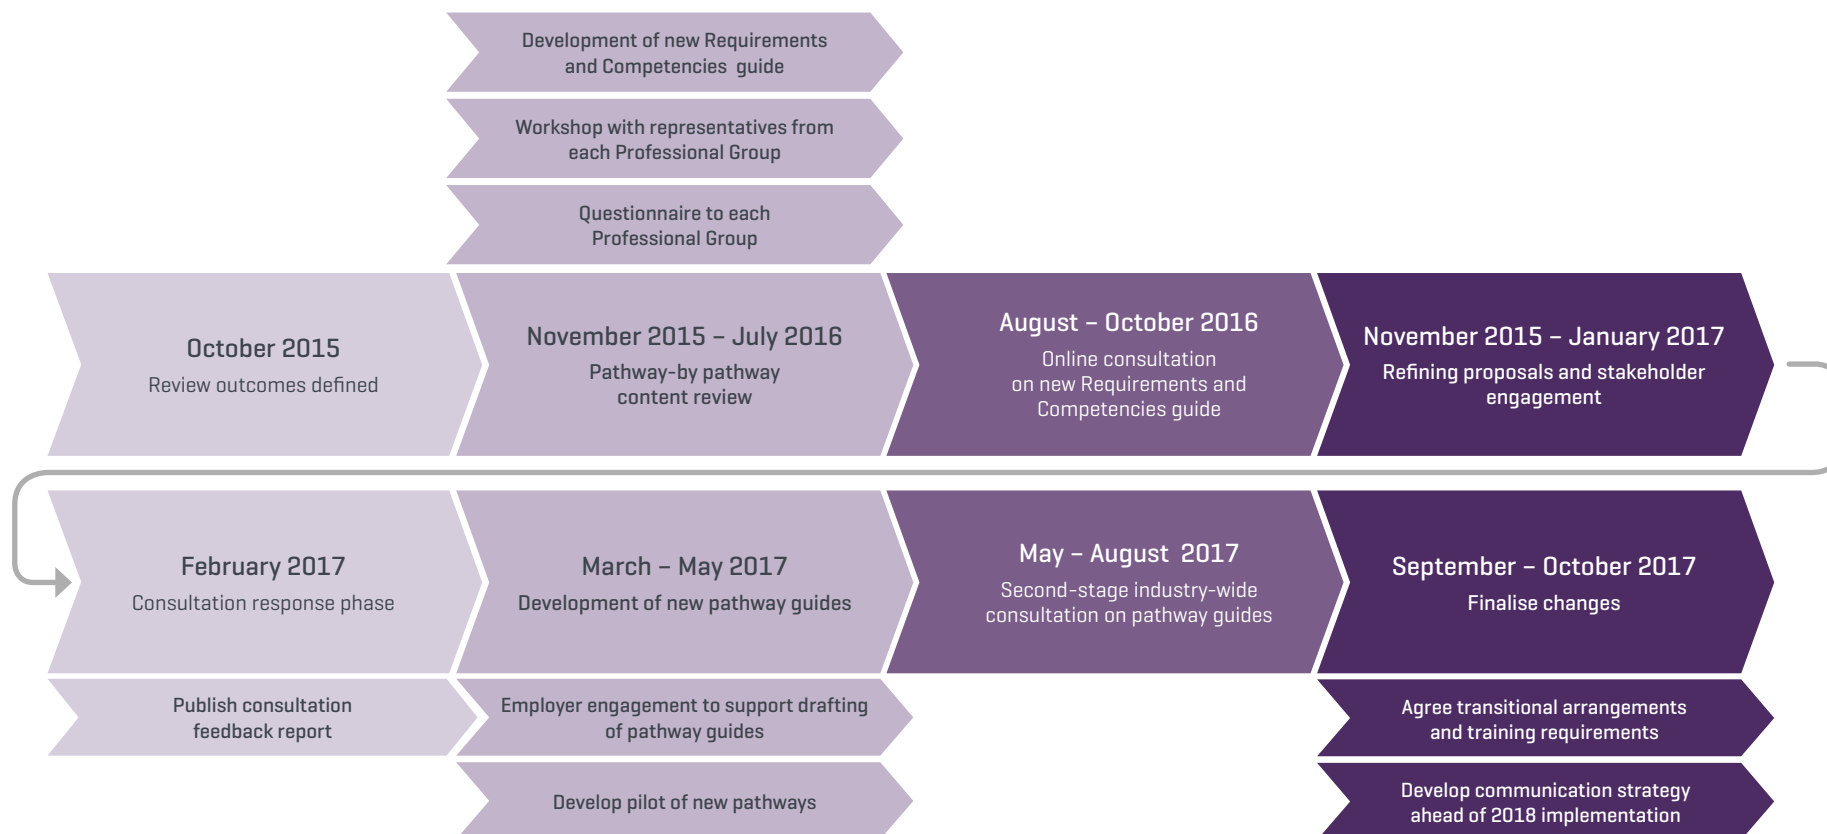 Development of new Requirements
and Competencies guide
Workshop with representatives from
each Professional Group
Questionnaire to each
Professional Group
October 2015
Review outcomes defined
November 2015 – July 2016
Pathway-by pathway
content review
August – October 2016
Online consultation
on new Requirements and
Competencies guide
November 2015 – January 2017
Refining proposals and stakeholder
engagement
February 2017
Consultation response phase
March – May 2017
Development of new pathway guides
May – August 2017
Second-stage industry-wide
consultation on pathway guides
September – October 2017
Finalise changes
Publish consultation
feedback report
Employer engagement to support drafting
of pathway guides
Develop pilot of new pathways
Agree transitional arrangements
and training requirements
Develop communication strategy
ahead of 2018 implementation